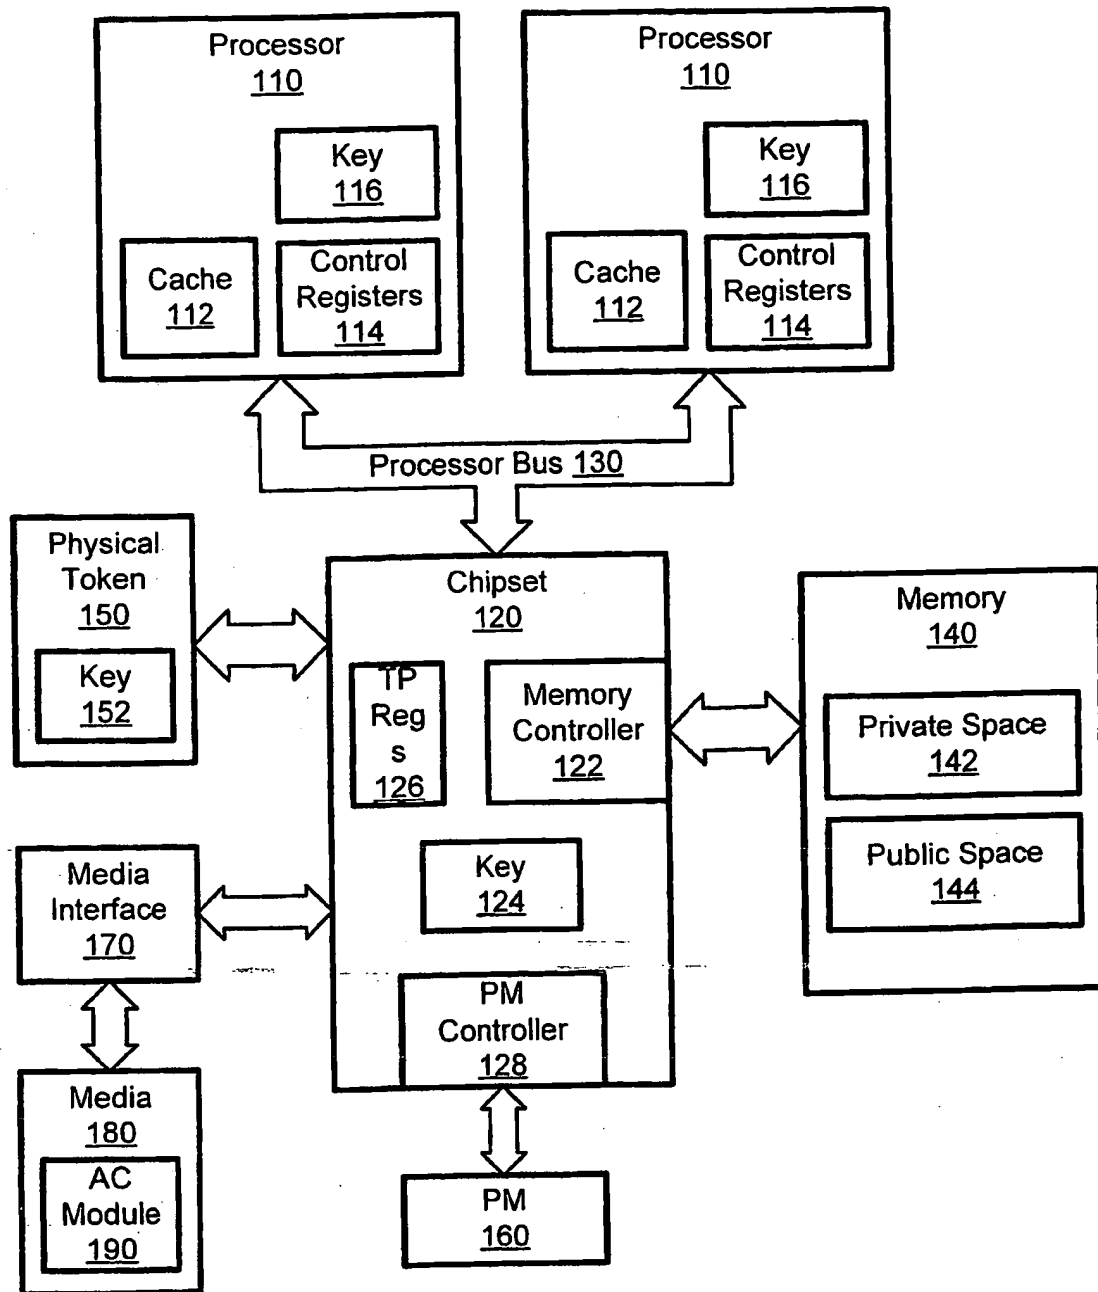 Processor
110
Key
116
Cache
112
Control
Registers
114
Processor
110
Key
116
Cache
112
Control
Registers
114
Processor Bus 130
Physical
Token
150
Key
152
Chipset
120
TP
Reg
s
126
Memory
Controller
122
Key
124
PM
Controller
128
Memory
140
Private Space
142
Public Space
144
Media
Interface
170
Media
180
AC
Module
190
PM
160